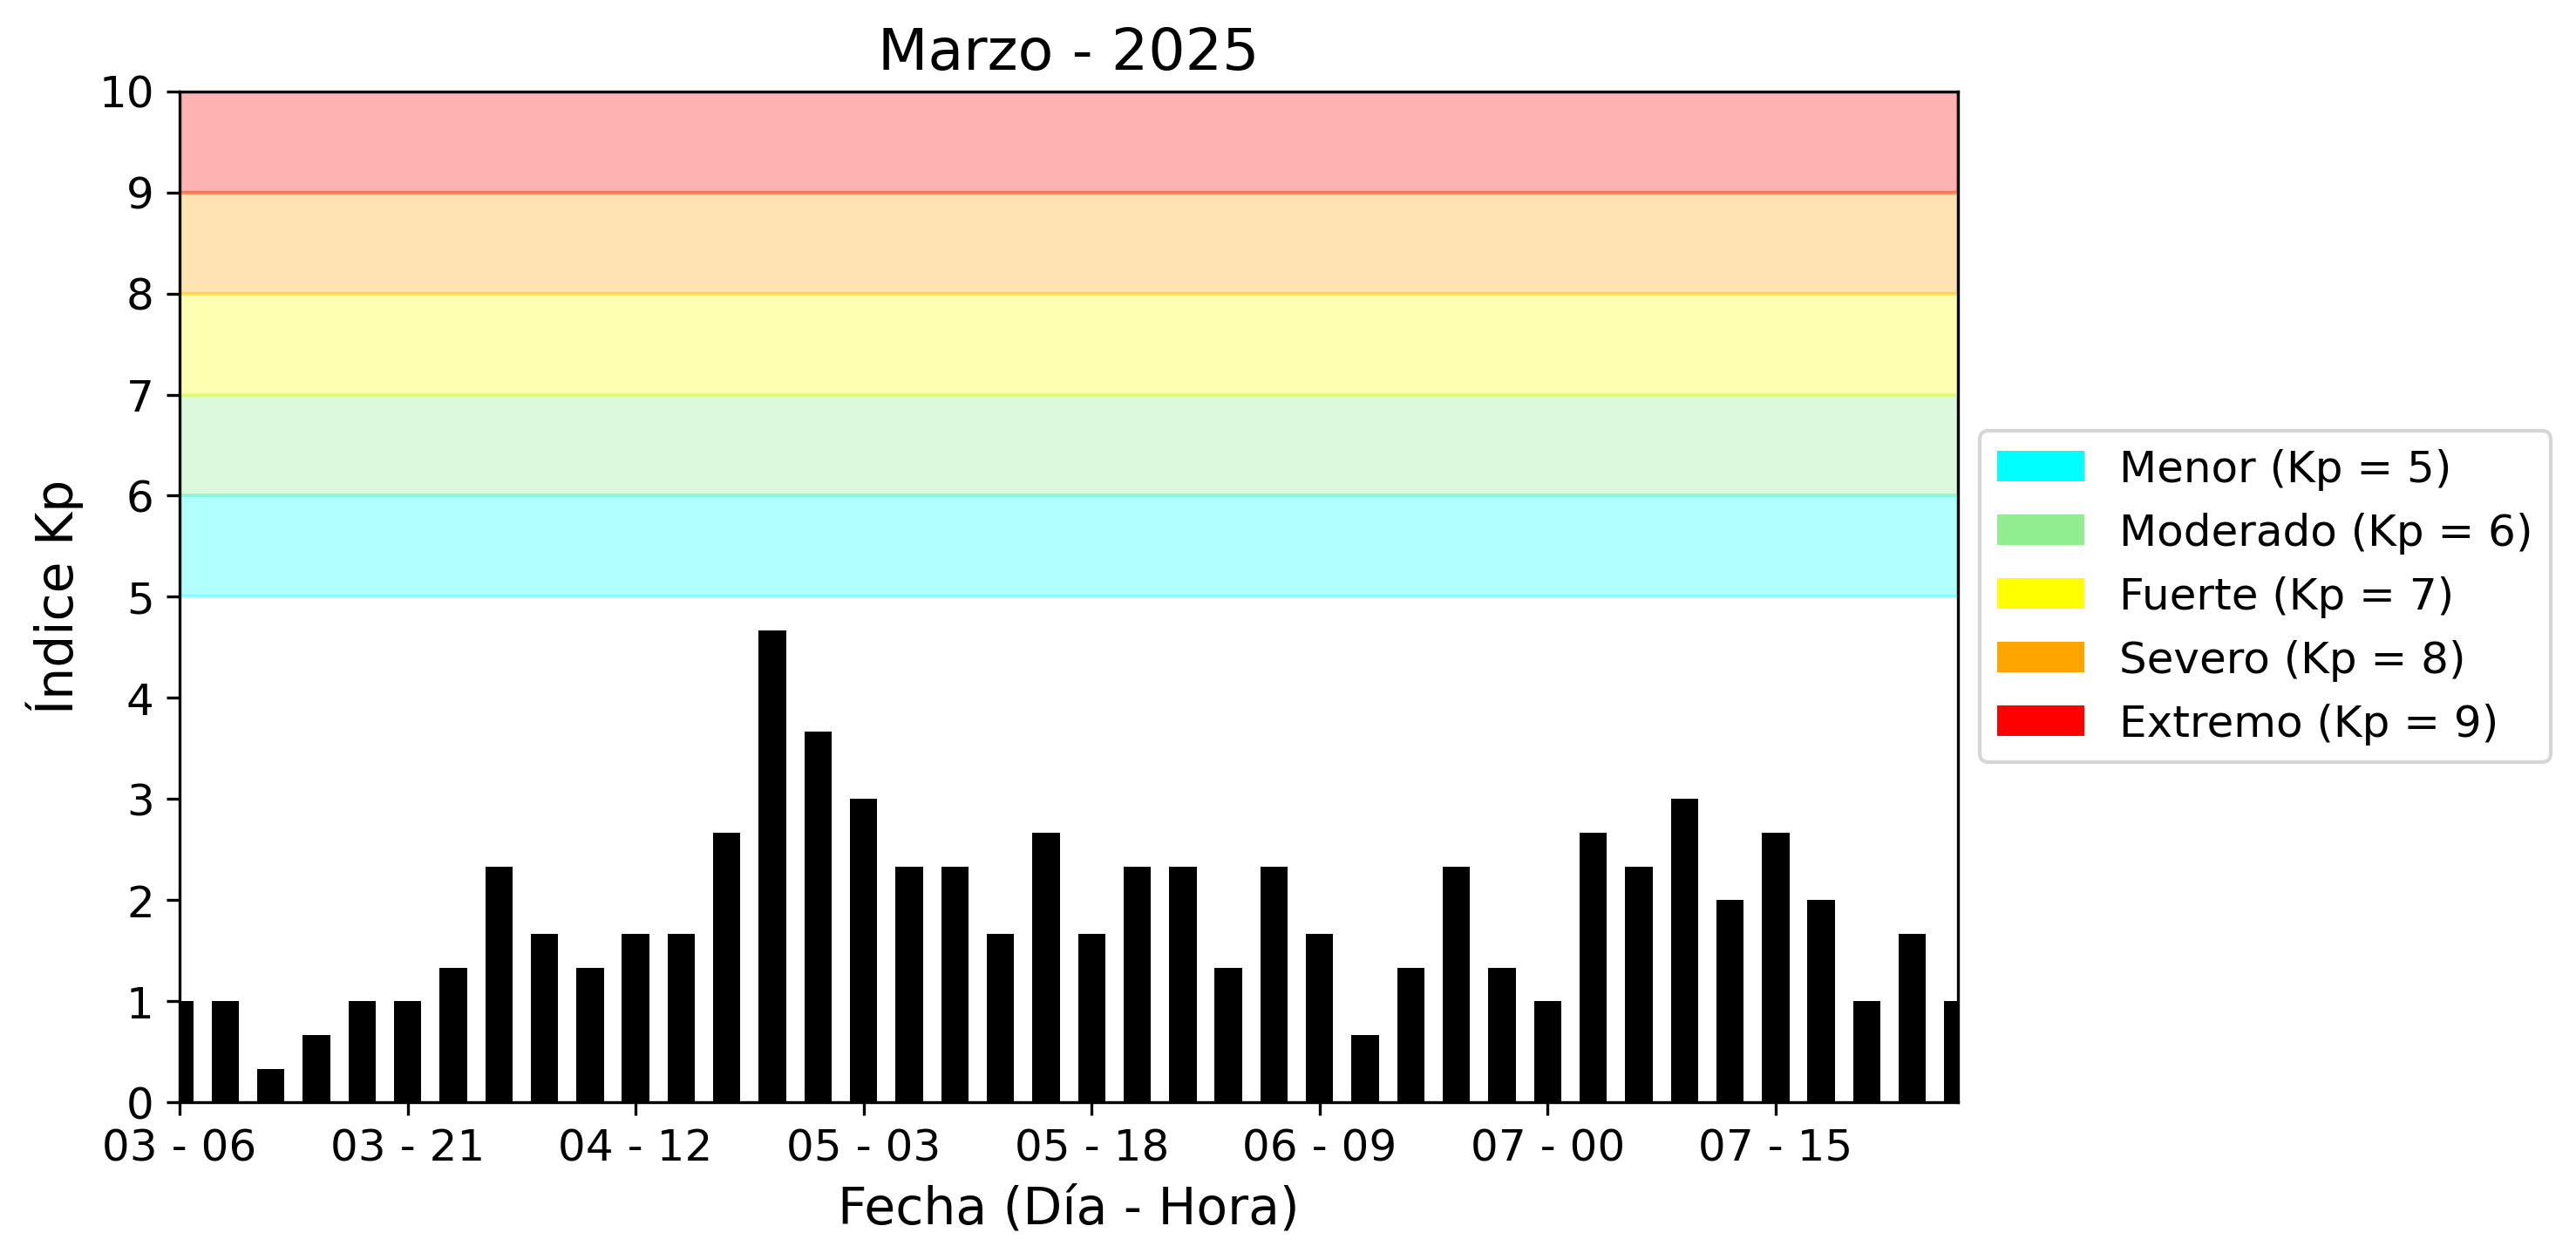 Marzo - 2025
10
9
8
7
6
5
4
3
2
1
0
Índice Kp
03 - 06
03 - 21
04 - 12
05 - 03
05 - 18
06 - 09
07 - 00
07 - 15
Fecha (Día - Hora)
Menor (Kp = 5)
Moderado (Kp = 6)
Fuerte (Kp = 7)
Severo (Kp = 8)
Extremo (Kp = 9)